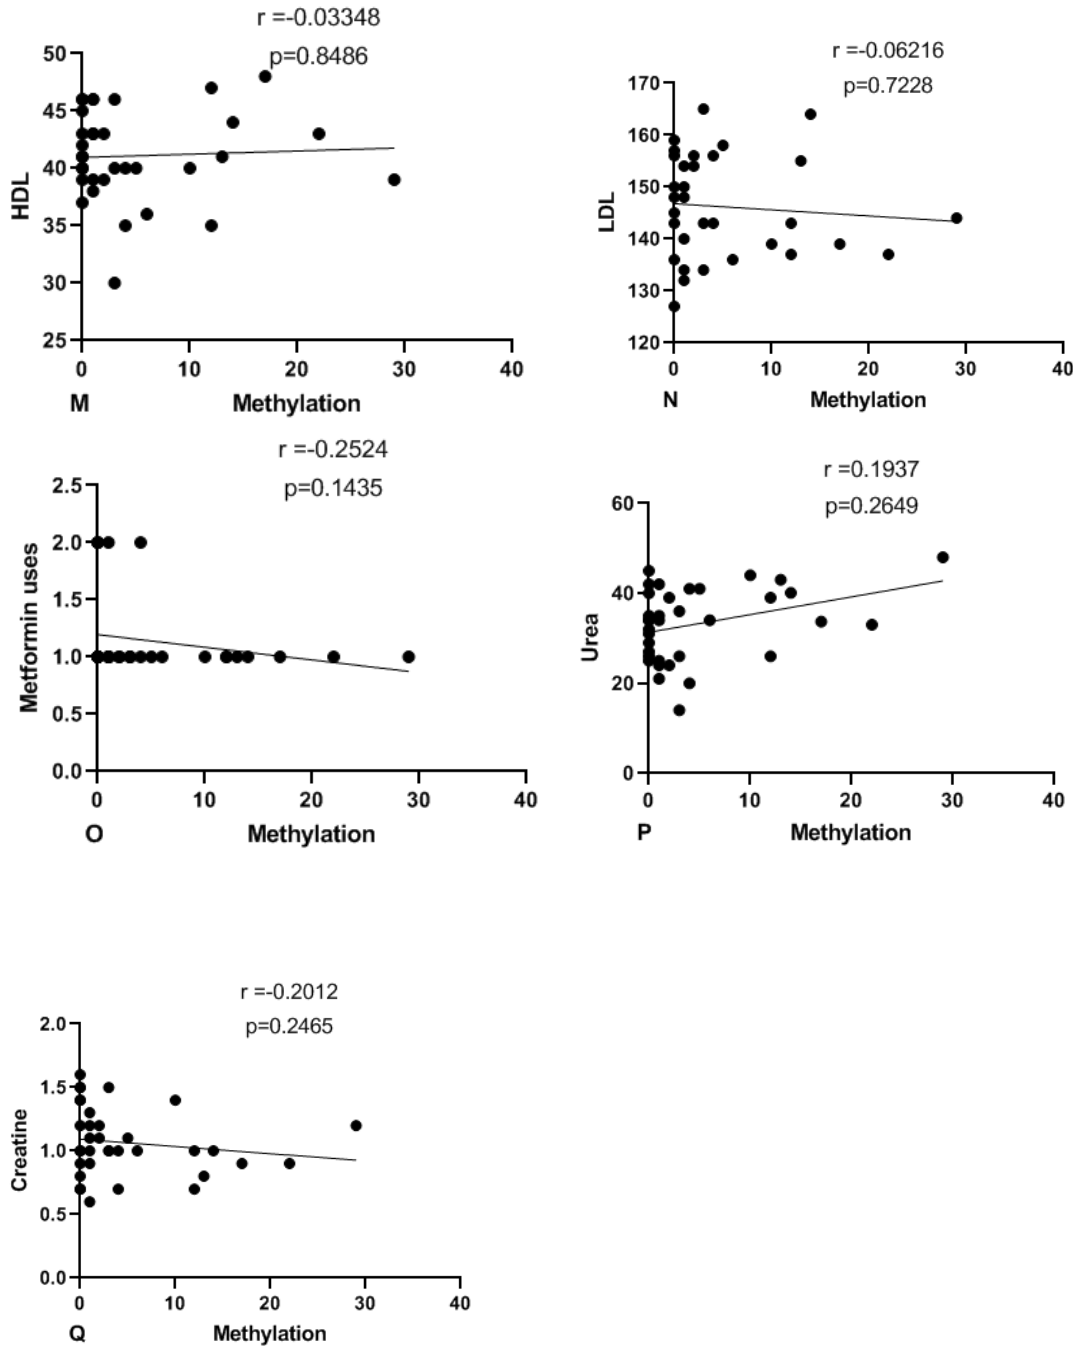 r =-0.03348
p=0.8486
50
45
40
35
30
25
HDL
0 10 20 30 40
M Methylation
r =-0.06216
p=0.7228
170
160
150
140
130
120
LDL
0 10 20 30 40
N Methylation
r =-0.2524
p=0.1435
2.5
2.0
1.5
1.0
0.5
0.0
Metformin uses
0 10 20 30 40
O Methylation
r =0.1937
p=0.2649
60
40
20
0
Urea
0 10 20 30 40
P Methylation
r =-0.2012
p=0.2465
2.0
1.5
1.0
0.5
0.0
Creatine
0 10 20 30 40
Q Methylation